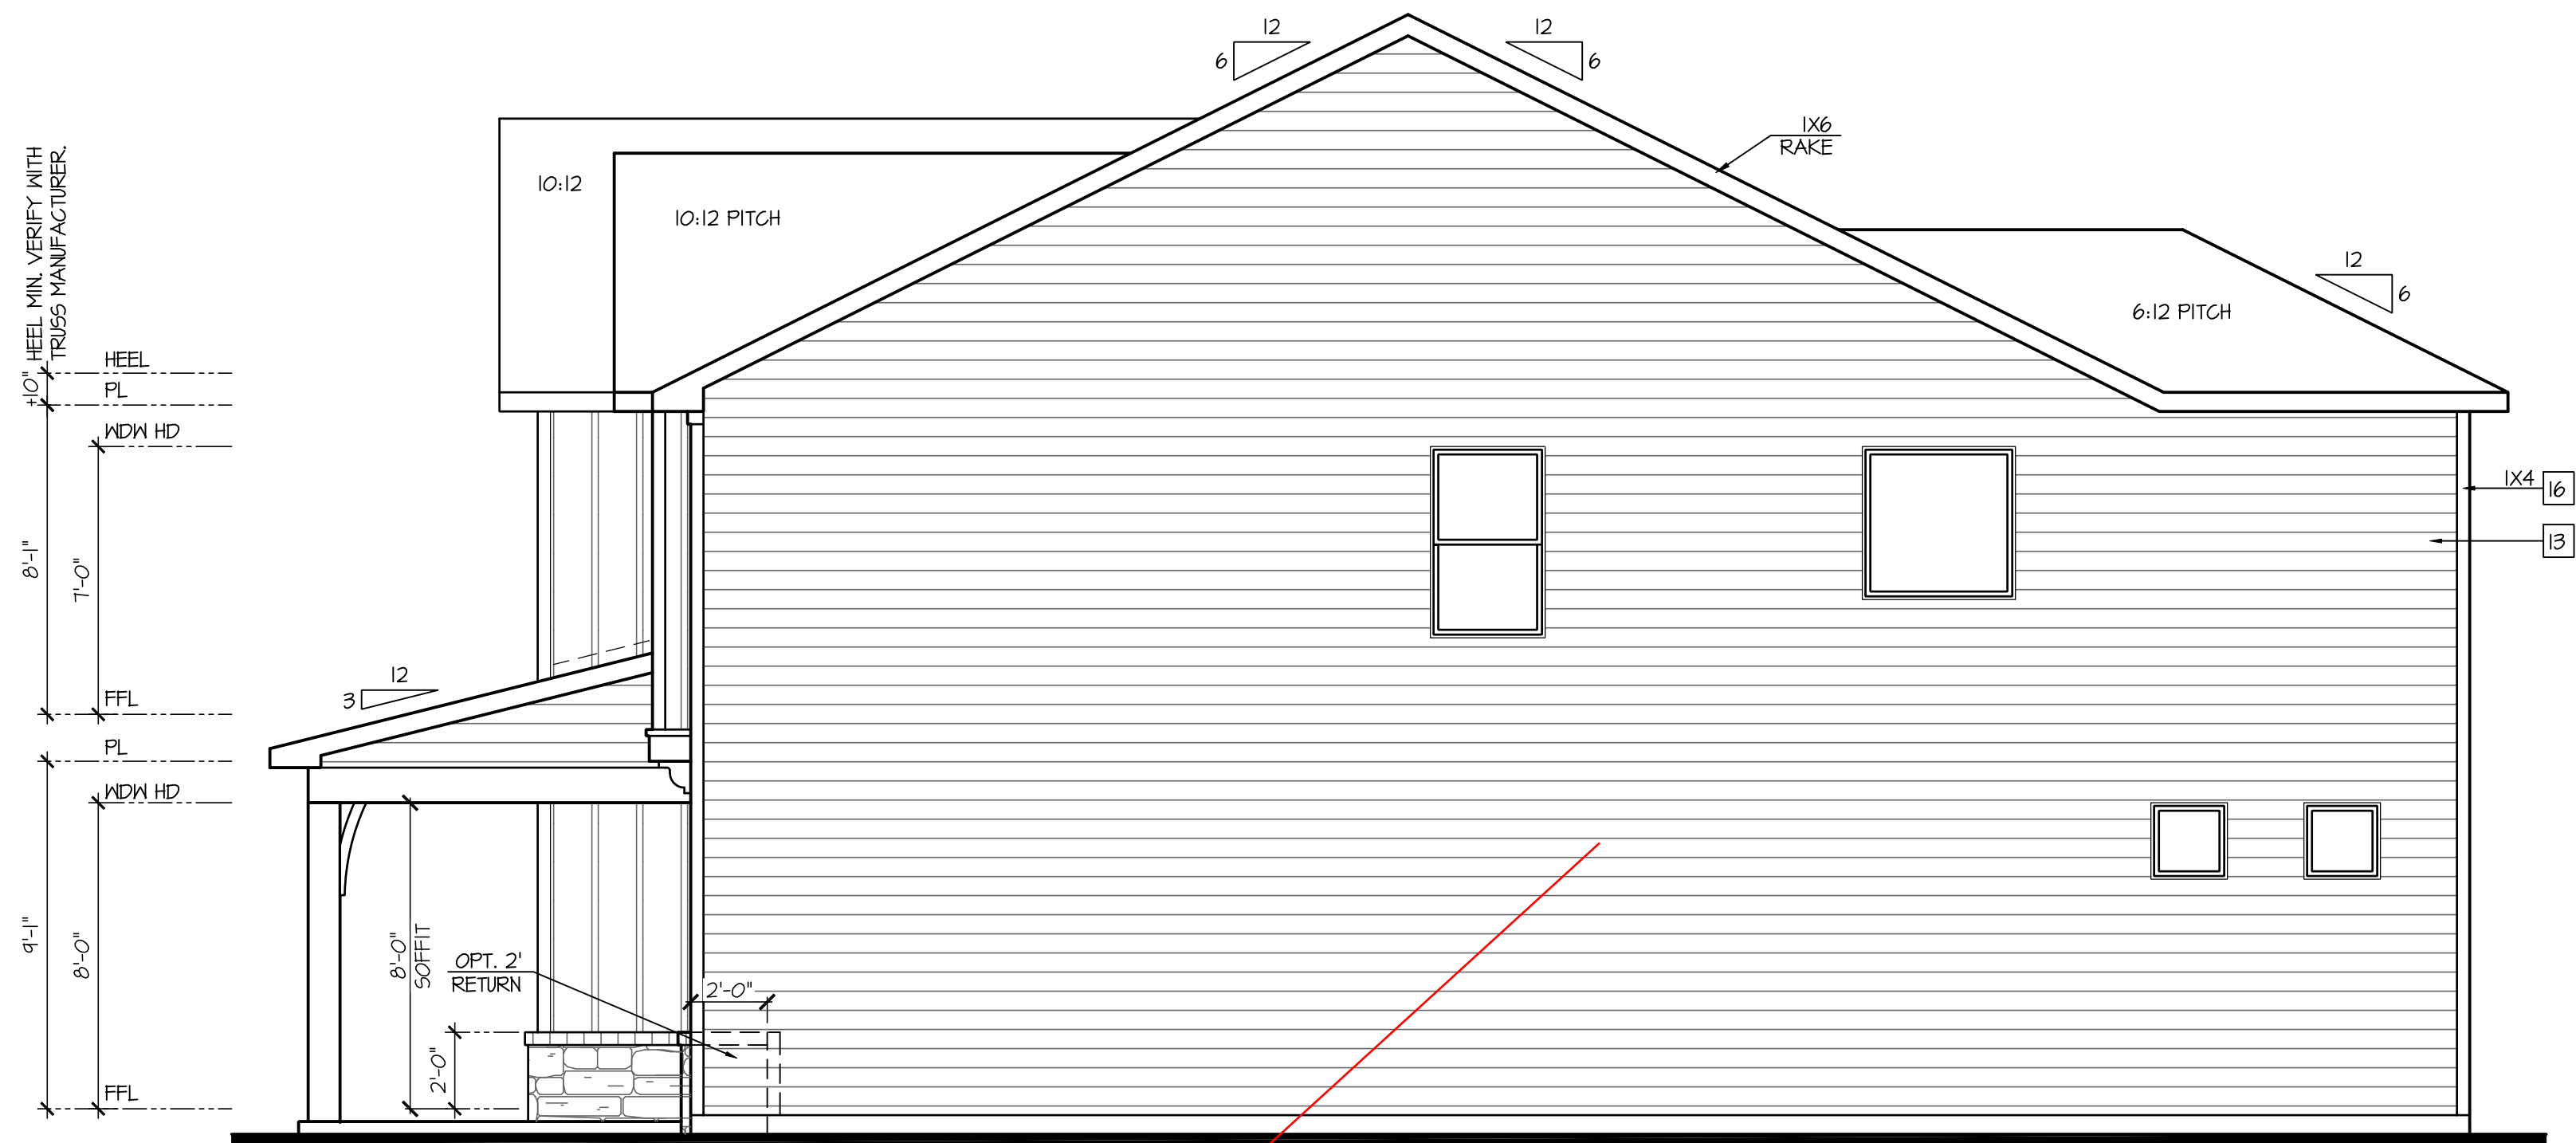 12
6
12
6
1X6
RAKE
10:12
10:12 PITCH
12
6
6:12 PITCH
+10" HEEL MIN. VERIFY WITH
TRUSS MANUFACTURER.
HEEL
PL
WDW HD
8'-1"
7'-0"
1X4 16
13
12
3
FFL
PL
WDW HD
9'-1"
8'-0"
8'-0"
SOFFIT
OPT. 2'
RETURN
2'-0"
2'-0"
FFL